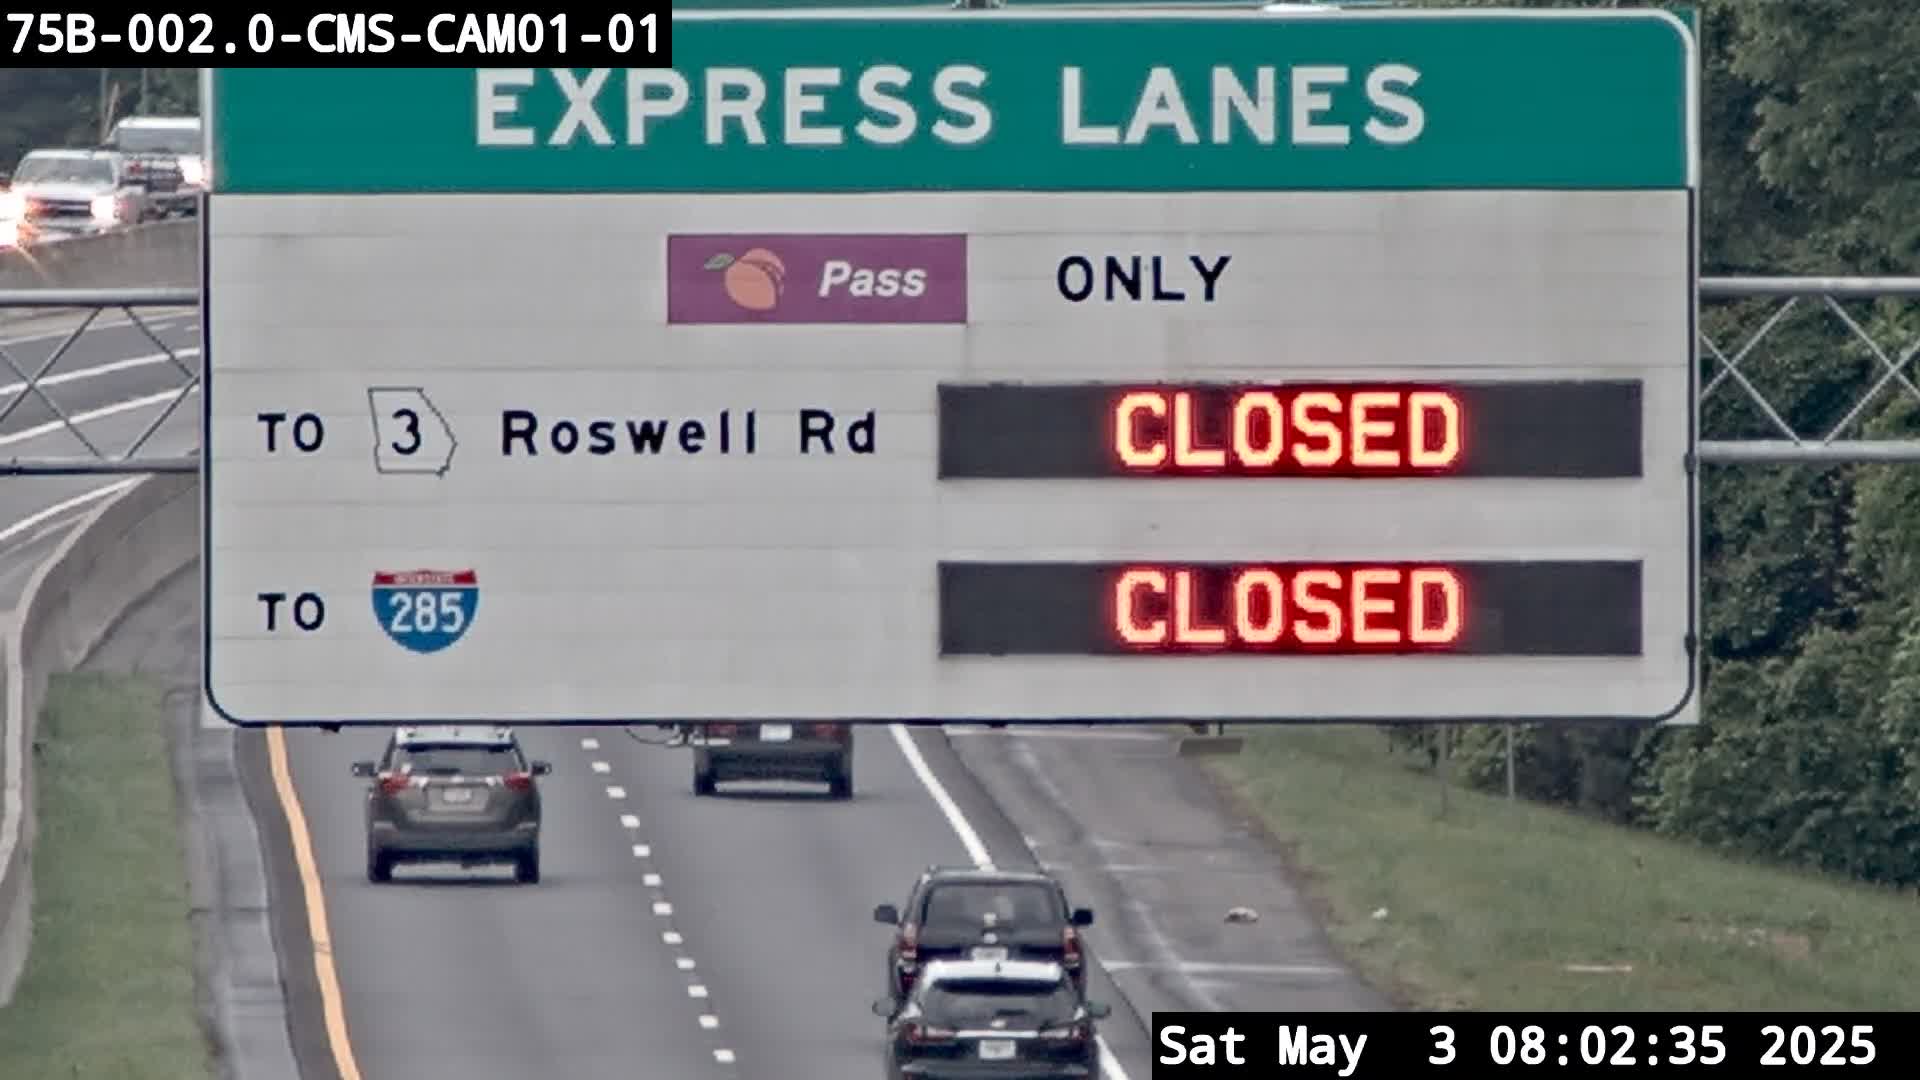 75B-002.0-CMS-CAM01-01
EXPRESS LANES
Pass ONLY
TO 3 Roswell Rd CLOSED
INTERSTATE
TO 285 CLOSED
Sat May 3 08:02:35 2025